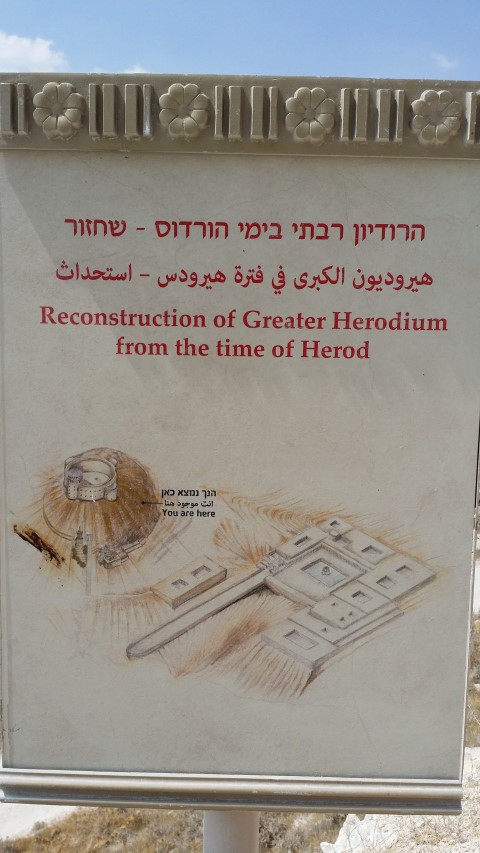 הרודיון רבתי בימי הורדוס - שחזור
هيروديون الكبرى في فترة هيرودس - استحداث
Reconstruction of Greater Herodium
from the time of Herod
הנך נמצא כאן
انت موجود هنا
You are here